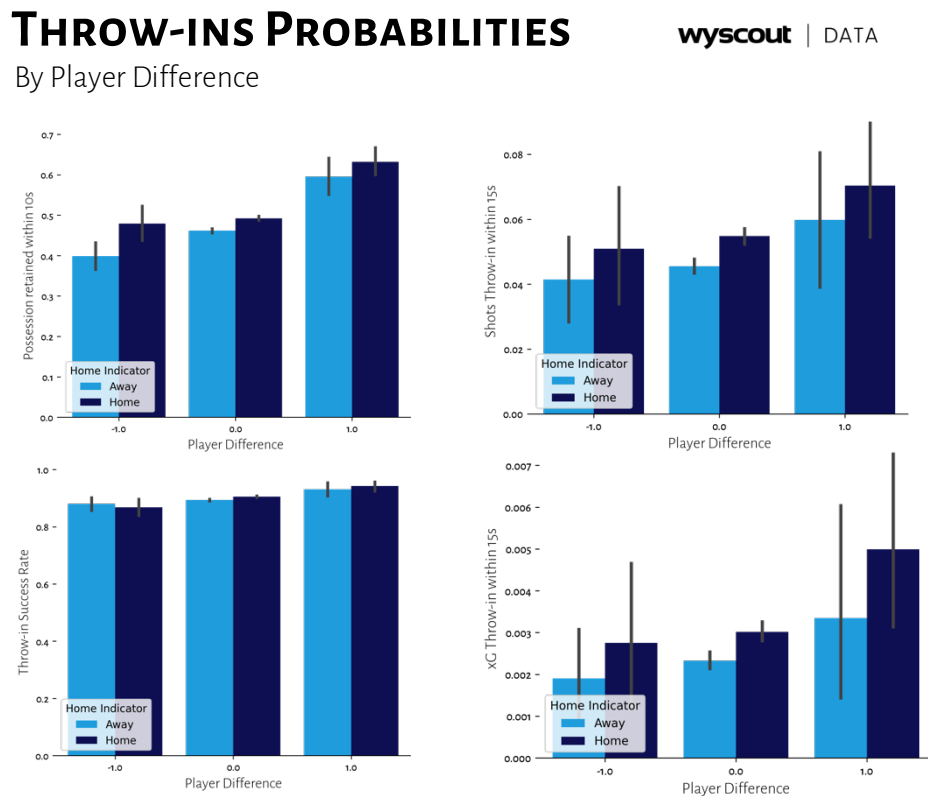 THROW-INS PROBABILITIES
wyscout | DATA
By Player Difference
Possession retained within 10s
0.7
0.6
0.5
0.4
0.3
0.2
0.1
0.0
Home Indicator
Away
Home
-1.0 0.0 1.0
Player Difference
Shots Throw-in within 15s
0.08
0.06
0.04
0.02
0.00
Home Indicator
Away
Home
-1.0 0.0 1.0
Player Difference
Throw-in Success Rate
1.0
0.8
0.6
0.4
0.2
0.0
Home Indicator
Away
Home
-1.0 0.0 1.0
Player Difference
xG Throw-in within 15s
0.007
0.006
0.005
0.004
0.003
0.002
0.001
0.000
Home Indicator
Away
Home
-1.0 0.0 1.0
Player Difference